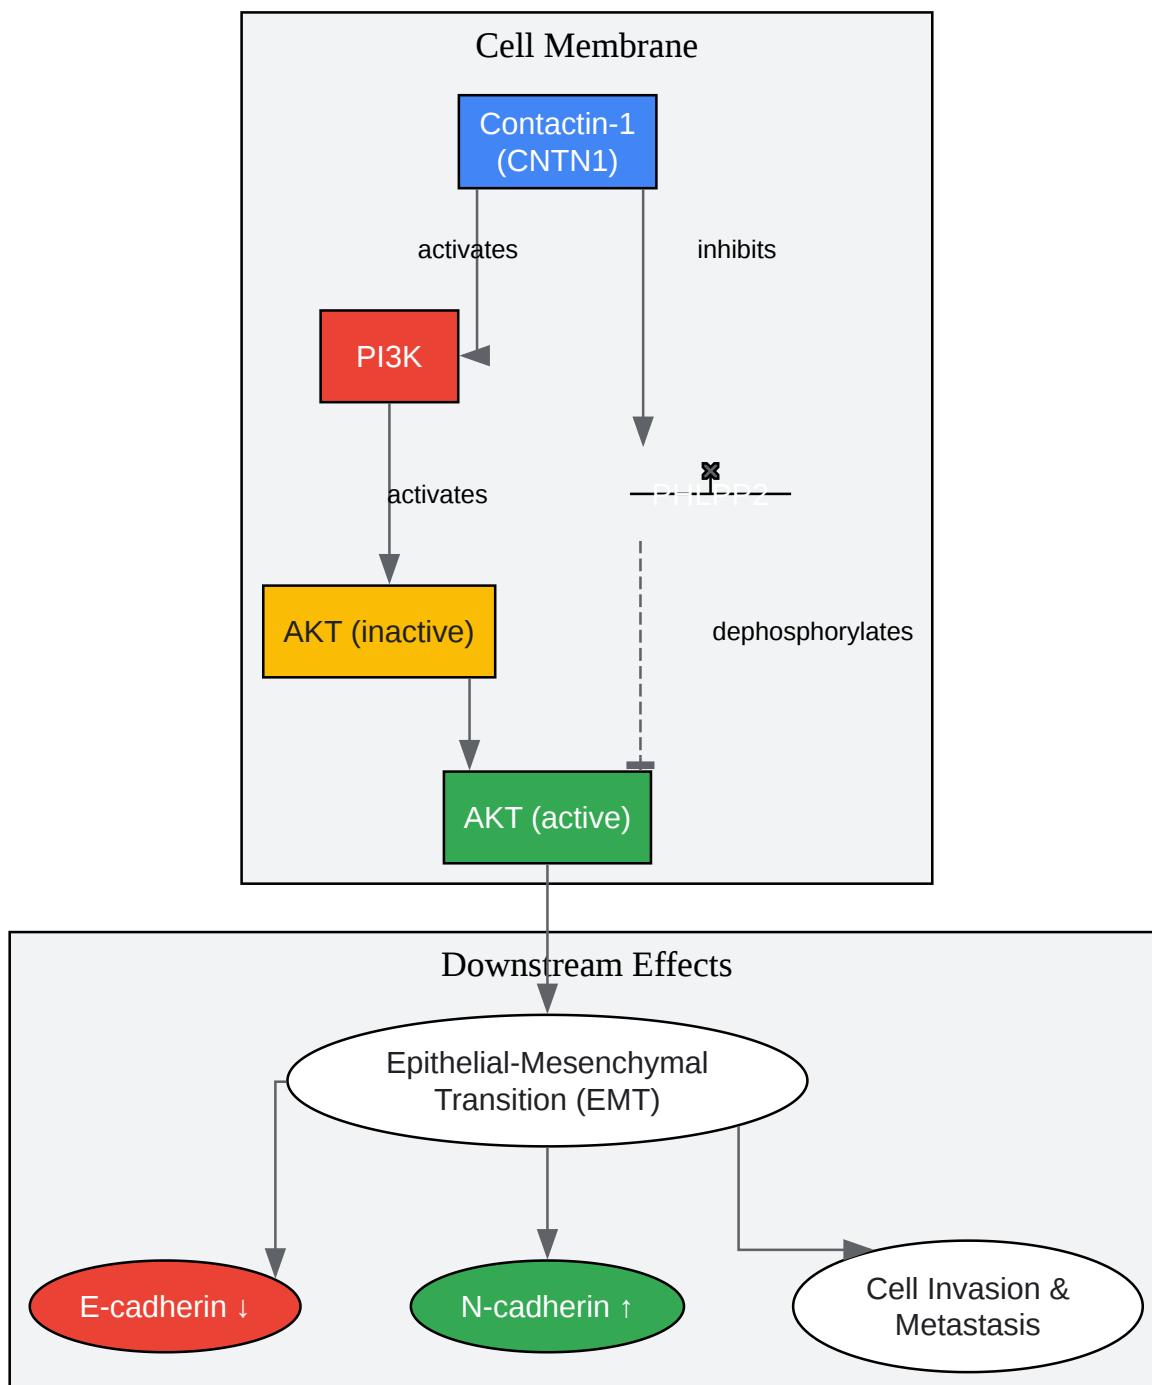 Cell Membrane
Contactin-1
(CNTN1)
activates
inhibits
PI3K
activates
PHLPP2
AKT (inactive)
dephosphorylates
AKT (active)
Downstream Effects
Epithelial-Mesenchymal
Transition (EMT)
E-cadherin ↓
N-cadherin ↑
Cell Invasion &
Metastasis